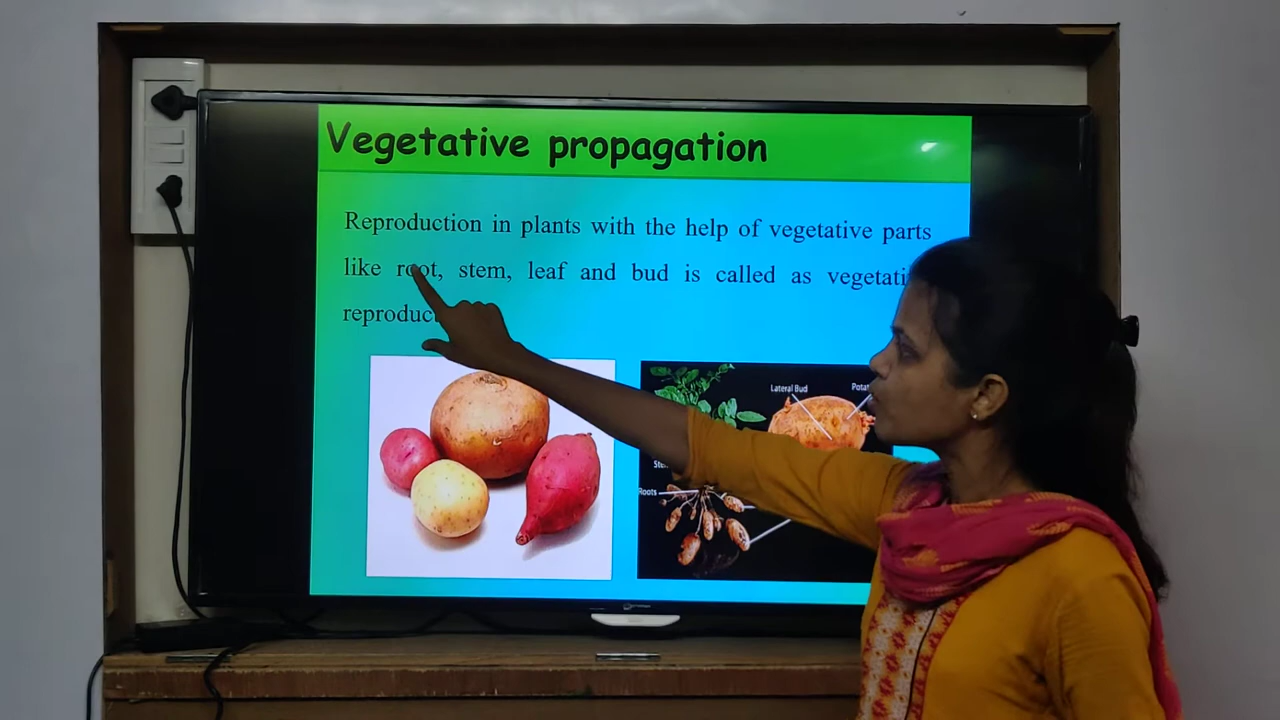 Vegetative propagation
Reproduction in plants with the help of vegetative parts
like root, stem, leaf and bud is called as
Lateral Bud
Roots